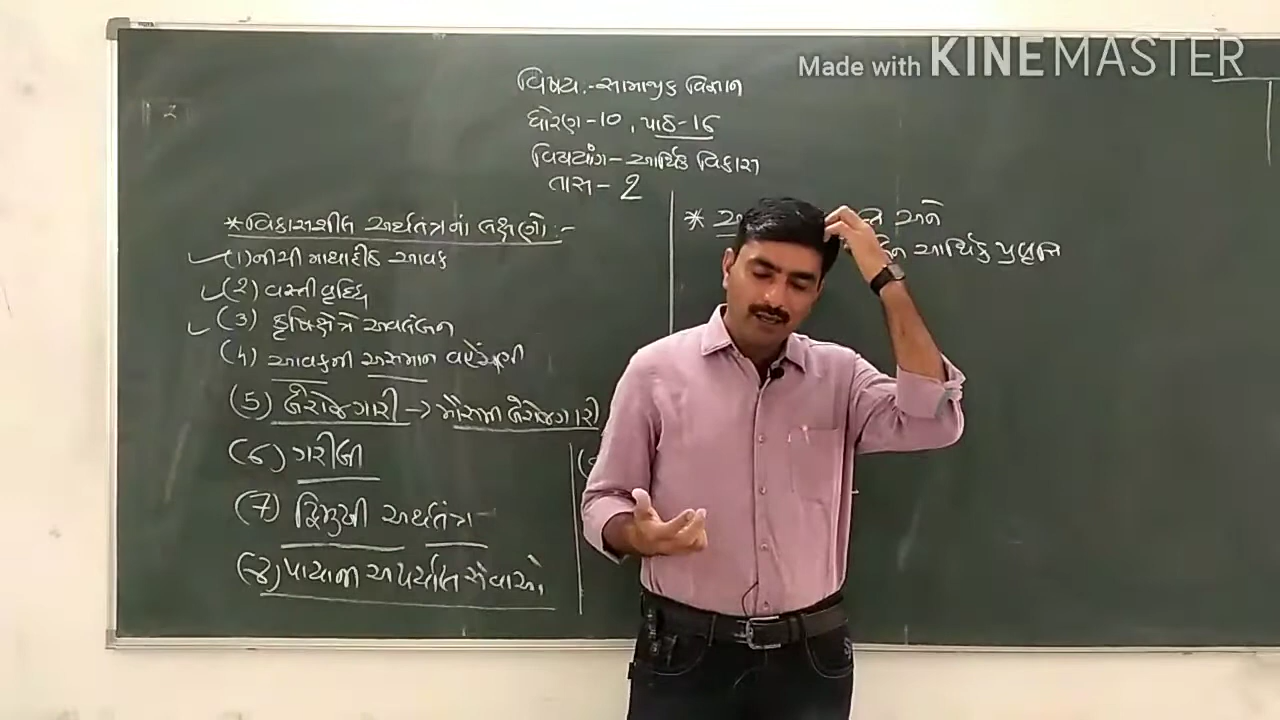 Made with KINEMASTER
વિષય:-સામાજીક વિજ્ઞાન
ધોરણ-10, પાઠ-16
વિષયાંગ-આર્થિક વિકાસ
તાસ-2
*વિકાસશીલ અર્થતંત્રનાં લક્ષણો:-
(1) નીચી માથાદીઠ આવક
(2) વસ્તી વૃદ્ધિ
(3) કૃષિક્ષેત્રે અવલંબન
(4) આવકની અસમાન વહેંચણી
(5) બેરોજગારી → મોસમી બેરોજગારી
(6) ગરીબી
(7) દ્વિમુખી અર્થતંત્ર-
(8) પાયાની અપર્યાપ્ત સેવાઓ
* અને
આર્થિક પ્રવૃત્તિ